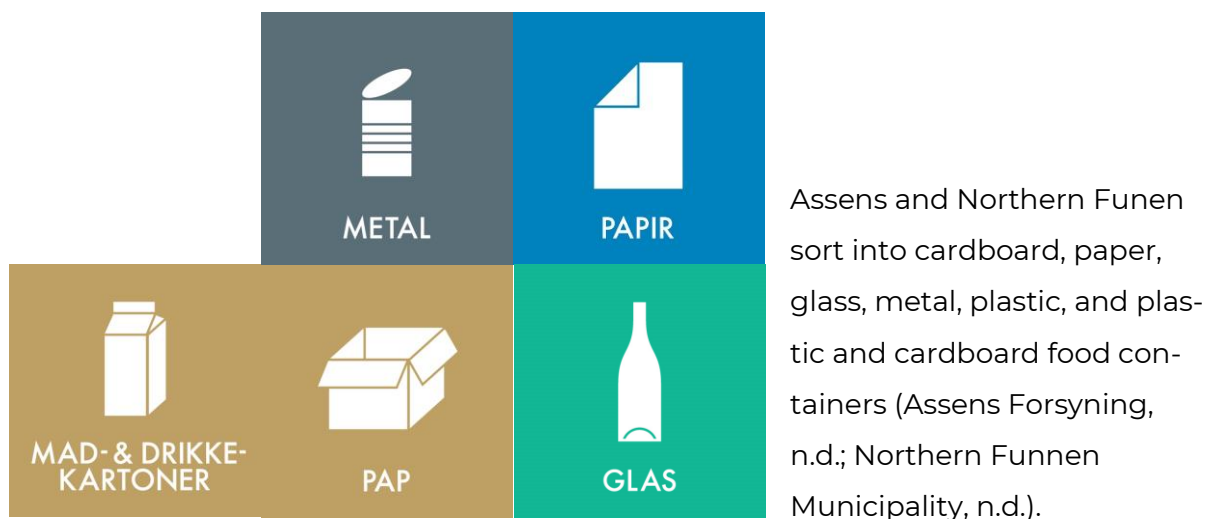 METAL
PAPIR
MAD- & DRIKKE-
KARTONER
PAP
GLAS
Assens and Northern Funen
sort into cardboard, paper,
glass, metal, plastic, and plas-
tic and cardboard food con-
tainers (Assens Forsyning,
n.d.; Northern Funnen
Municipality, n.d.).